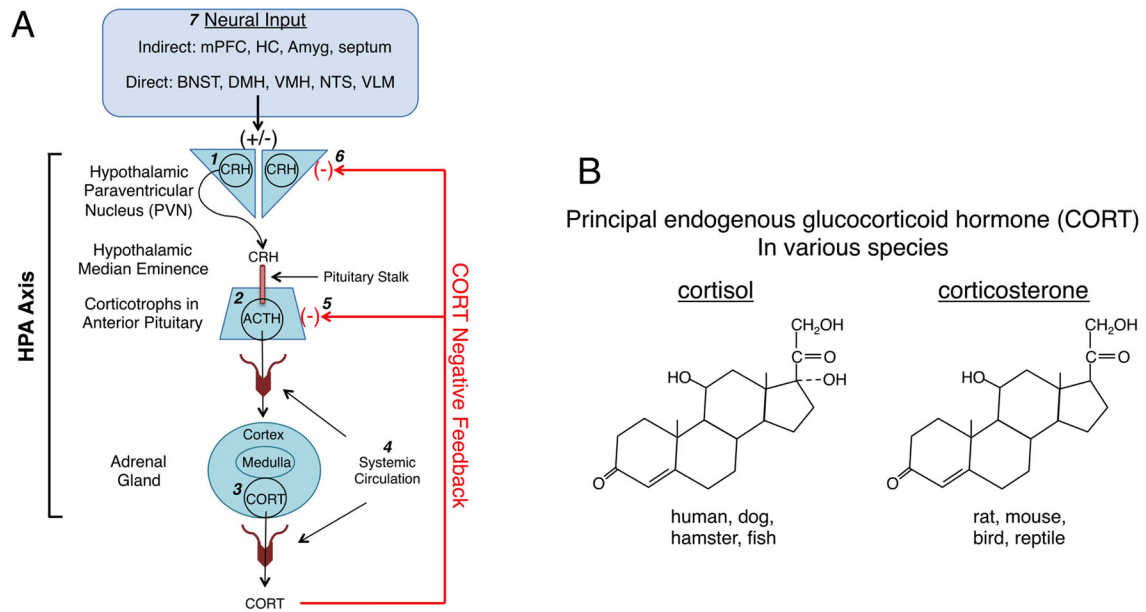 A
7 Neural Input
Indirect: mPFC, HC, Amyg, septum
Direct: BNST, DMH, VMH, NTS, VLM
(+/-)
HPA Axis
Hypothalamic
Paraventricular
Nucleus (PVN)
1
CRH
CRH
6
(-)
Hypothalamic
Median Eminence
CRH
Pituitary Stalk
Corticotrophs in
Anterior Pituitary
2
ACTH
5
(-)
CORT Negative Feedback
Adrenal
Gland
Cortex
Medulla
3
CORT
4
Systemic
Circulation
CORT
B
Principal endogenous glucocorticoid hormone (CORT)
In various species
cortisol
CH2OH
C=O
HO
OH
O
human, dog,
hamster, fish
corticosterone
CH2OH
C=O
HO
O
rat, mouse,
bird, reptile